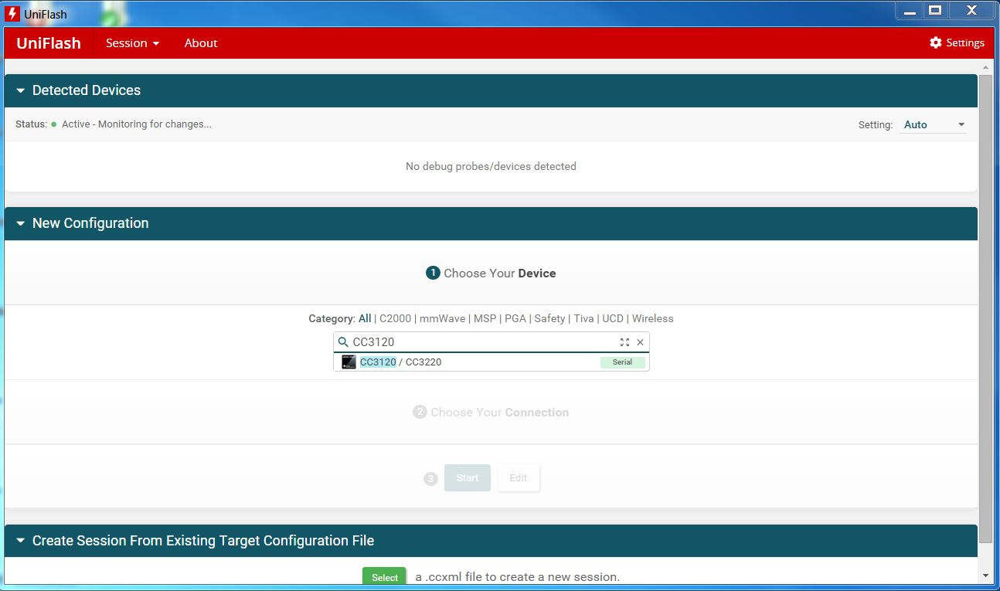 UniFlash
UniFlash Session About Settings
Detected Devices
Status: Active - Monitoring for changes... Setting: Auto
No debug probes/devices detected
New Configuration
1 Choose Your Device
Category: All | C2000 | mmWave | MSP | PGA | Safety | Tiva | UCD | Wireless
CC3120
CC3120 / CC3220 Serial
2 Choose Your Connection
3 Start Edit
Create Session From Existing Target Configuration File
Select a .ccxml file to create a new session.